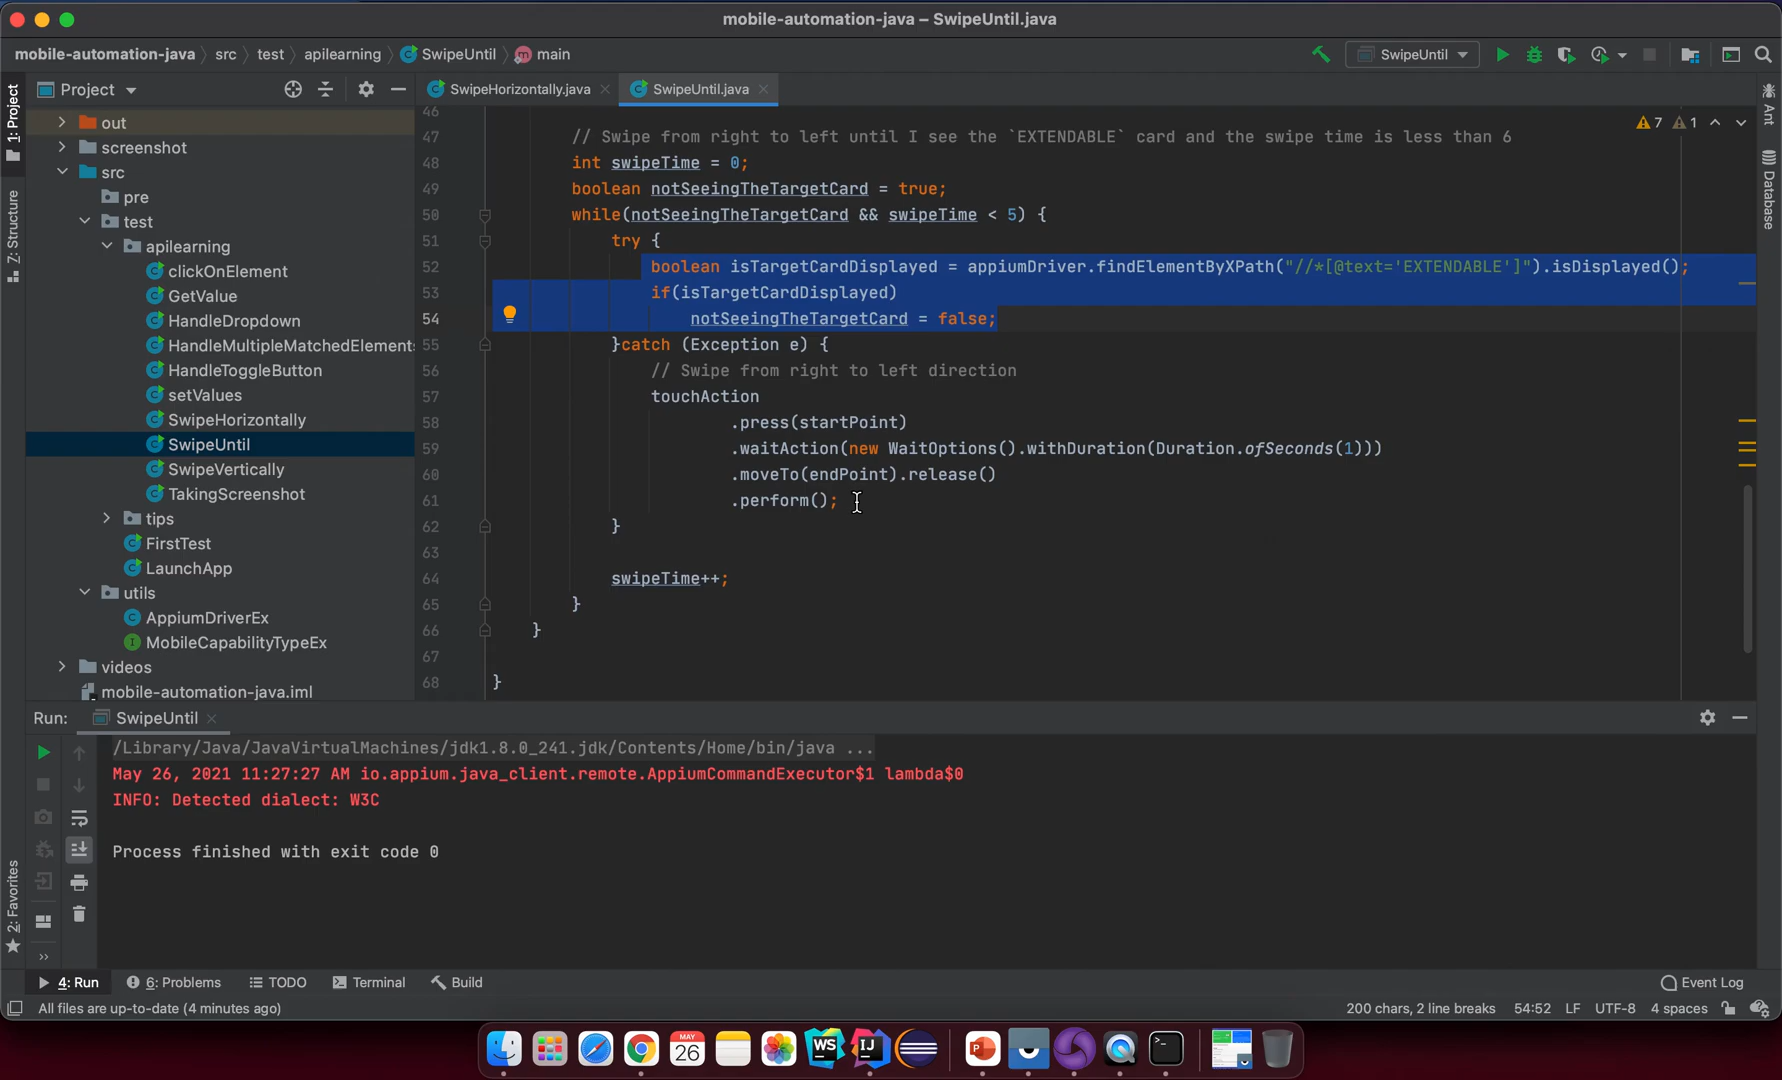 mobile-automation-java – SwipeUntil.java
mobile-automation-java src test apilearning SwipeUntil m main
SwipeUntil
Project
SwipeHorizontally.java
SwipeUntil.java
1: Project
7: Structure
2: Favorites
Ant
Database
out
screenshot
src
pre
test
apilearning
clickOnElement
GetValue
HandleDropdown
HandleMultipleMatchedElements
HandleToggleButton
setValues
SwipeHorizontally
SwipeUntil
SwipeVertically
TakingScreenshot
tips
FirstTest
LaunchApp
utils
AppiumDriverEx
MobileCapabilityTypeEx
videos
mobile-automation-java.iml
7 1
46
47 // Swipe from right to left until I see the `EXTENDABLE` card and the swipe time is less than 6
48 int swipeTime = 0;
49 boolean notSeeingTheTargetCard = true;
50 while(notSeeingTheTargetCard && swipeTime < 5) {
51 try {
52 boolean isTargetCardDisplayed = appiumDriver.findElementByXPath("//*[@text='EXTENDABLE']").isDisplayed();
53 if(isTargetCardDisplayed)
54 notSeeingTheTargetCard = false;
55 }catch (Exception e) {
56 // Swipe from right to left direction
57 touchAction
58 .press(startPoint)
59 .waitAction(new WaitOptions().withDuration(Duration.ofSeconds(1)))
60 .moveTo(endPoint).release()
61 .perform();
62 }
63
64 swipeTime++;
65 }
66 }
67
68 }
Run: SwipeUntil
/Library/Java/JavaVirtualMachines/jdk1.8.0_241.jdk/Contents/Home/bin/java ...
May 26, 2021 11:27:27 AM io.appium.java_client.remote.AppiumCommandExecutor$1 lambda$0
INFO: Detected dialect: W3C
Process finished with exit code 0
4: Run 6: Problems TODO Terminal Build Event Log
All files are up-to-date (4 minutes ago) 200 chars, 2 line breaks 54:52 LF UTF-8 4 spaces
MAY
26
WS
IJ
P